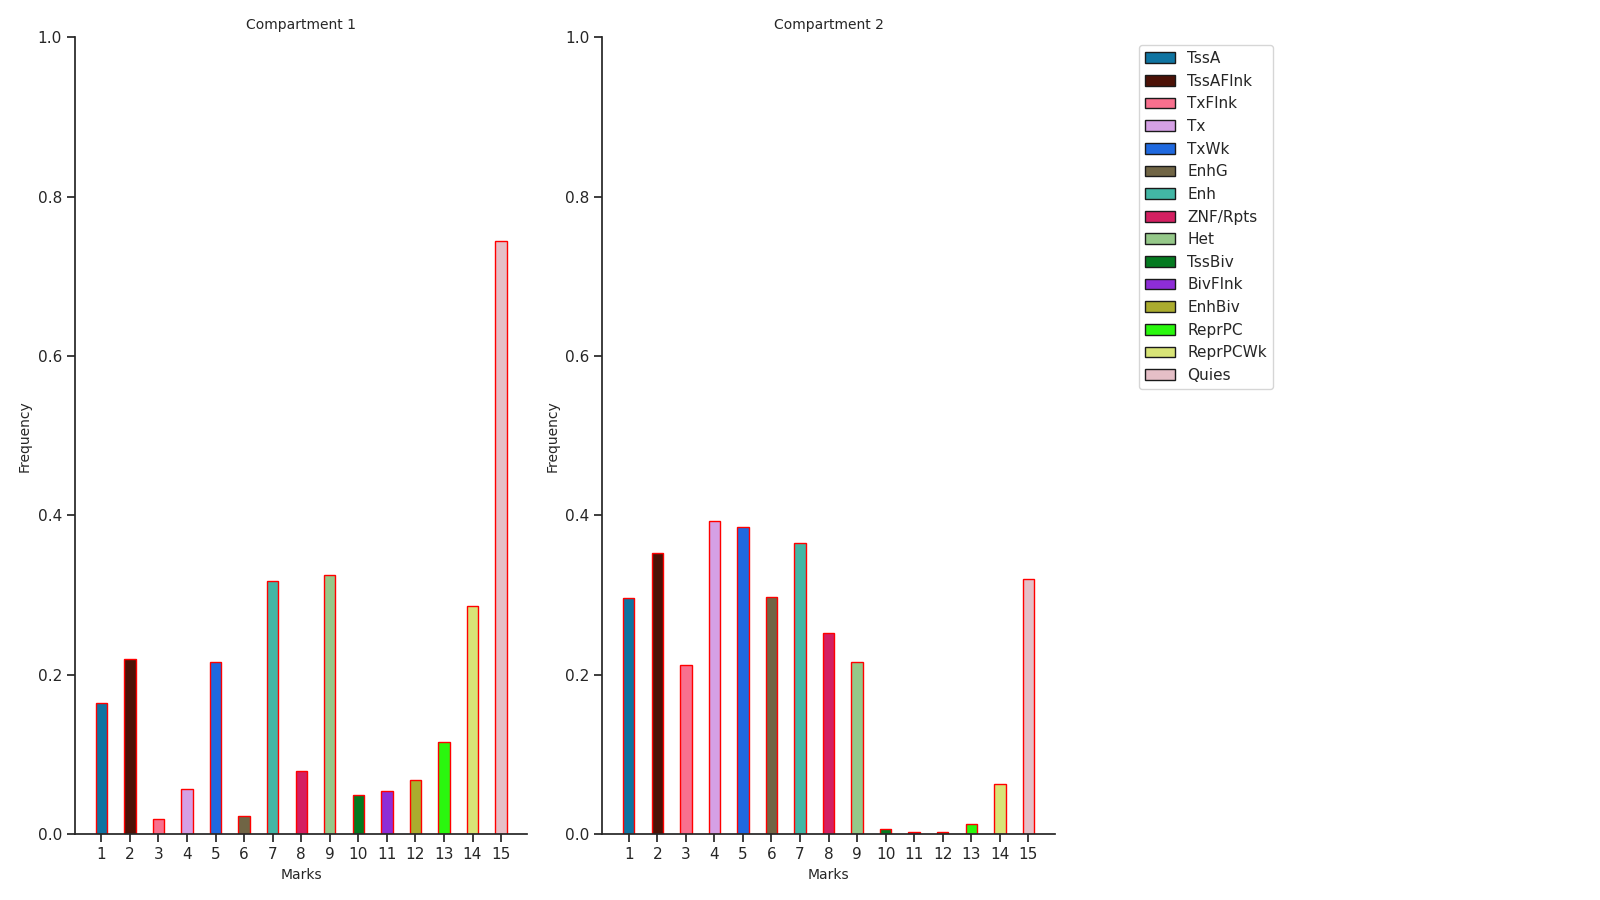 Compartment 1
1.0
0.8
0.6
0.4
0.2
0.0
Frequency
1 2 3 4 5 6 7 8 9 10 11 12 13 14 15
Marks
Compartment 2
1.0
0.8
0.6
0.4
0.2
0.0
Frequency
1 2 3 4 5 6 7 8 9 10 11 12 13 14 15
Marks
TssA
TssAFlnk
TxFlnk
Tx
TxWk
EnhG
Enh
ZNF/Rpts
Het
TssBiv
BivFlnk
EnhBiv
ReprPC
ReprPCWk
Quies